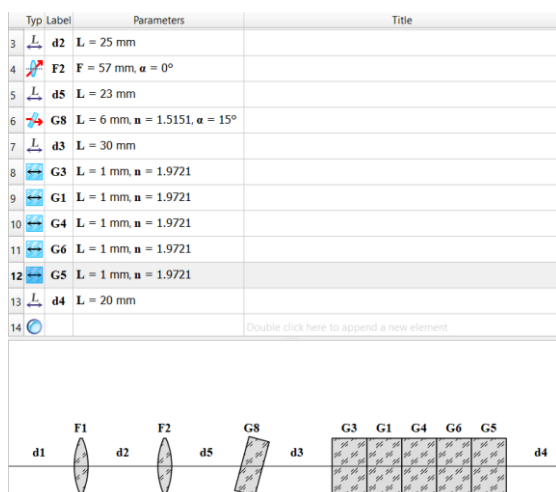 Typ Label Parameters Title
3 L d2 L = 25 mm
4 F2 F = 57 mm, α = 0°
5 L d5 L = 23 mm
6 G8 L = 6 mm, n = 1.5151, α = 15°
7 L d3 L = 30 mm
8 G3 L = 1 mm, n = 1.9721
9 G1 L = 1 mm, n = 1.9721
10 G4 L = 1 mm, n = 1.9721
11 G6 L = 1 mm, n = 1.9721
12 G5 L = 1 mm, n = 1.9721
13 L d4 L = 20 mm
14 Double click here to append a new element
F1 F2 G8 G3 G1 G4 G6 G5
d1 d2 d5 d3 d4